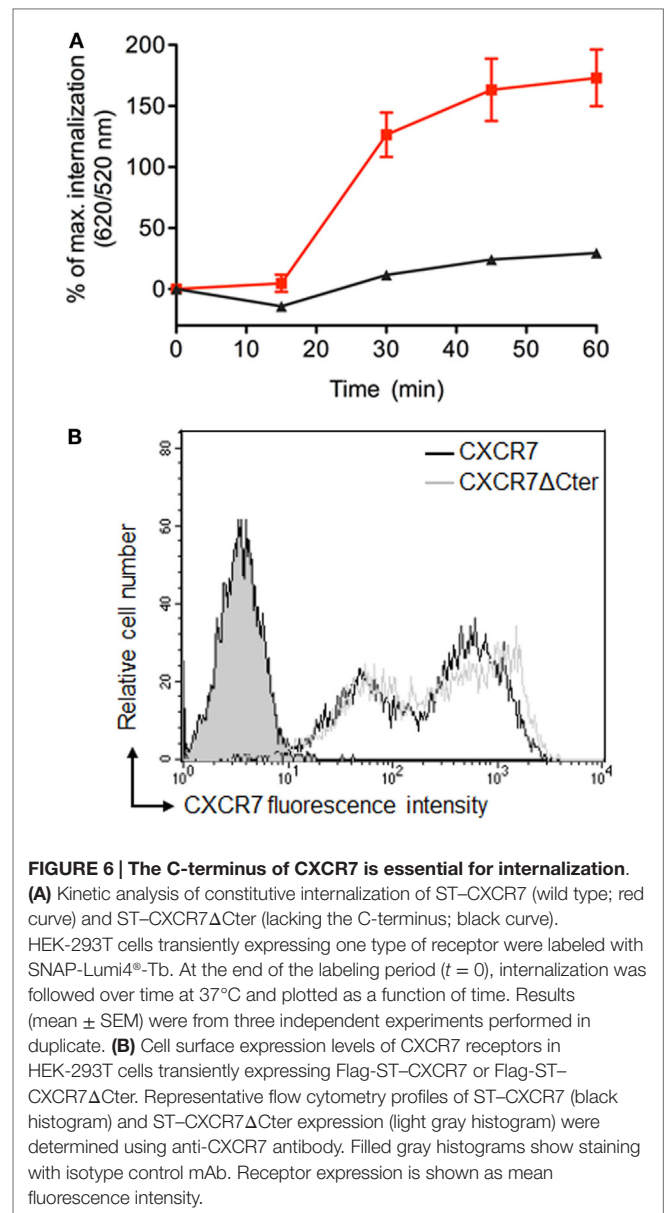 A
200
150
100
50
0
% of max. internalization
(620/520 nm)
0 10 20 30 40 50 60
Time (min)
B
80
60
40
20
0
Relative cell number
CXCR7
CXCR7ΔCter
10⁰ 10¹ 10² 10³ 10⁴
CXCR7 fluorescence intensity
FIGURE 6 | The C-terminus of CXCR7 is essential for internalization.
(A) Kinetic analysis of constitutive internalization of ST–CXCR7 (wild type; red
curve) and ST–CXCR7ΔCter (lacking the C-terminus; black curve).
HEK-293T cells transiently expressing one type of receptor were labeled with
SNAP-Lumi4®-Tb. At the end of the labeling period (t = 0), internalization was
followed over time at 37°C and plotted as a function of time. Results
(mean ± SEM) were from three independent experiments performed in
duplicate. (B) Cell surface expression levels of CXCR7 receptors in
HEK-293T cells transiently expressing Flag-ST–CXCR7 or Flag-ST–
CXCR7ΔCter. Representative flow cytometry profiles of ST–CXCR7 (black
histogram) and ST–CXCR7ΔCter expression (light gray histogram) were
determined using anti-CXCR7 antibody. Filled gray histograms show staining
with isotype control mAb. Receptor expression is shown as mean
fluorescence intensity.